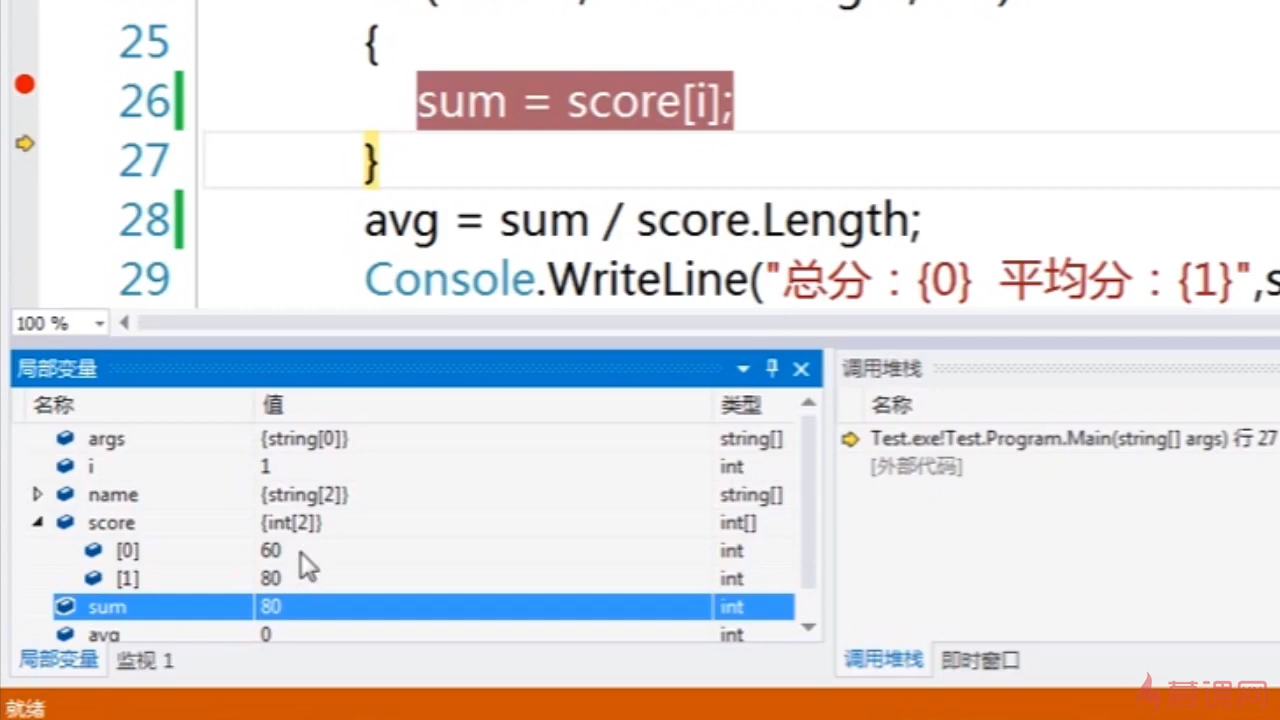 25 {
26 sum = score[i];
27 }
28 avg = sum / score.Length;
29 Console.WriteLine("总分：{0} 平均分：{1}",s
100 %
局部变量
名称 值 类型
args {string[0]} string[]
i 1 int
name {string[2]} string[]
score {int[2]} int[]
[0] 60 int
[1] 80 int
sum 80 int
avg 0 int
局部变量 监视 1
调用堆栈
名称
Test.exe!Test.Program.Main(string[] args) 行 27
[外部代码]
调用堆栈 即时窗口
就绪
慕课网